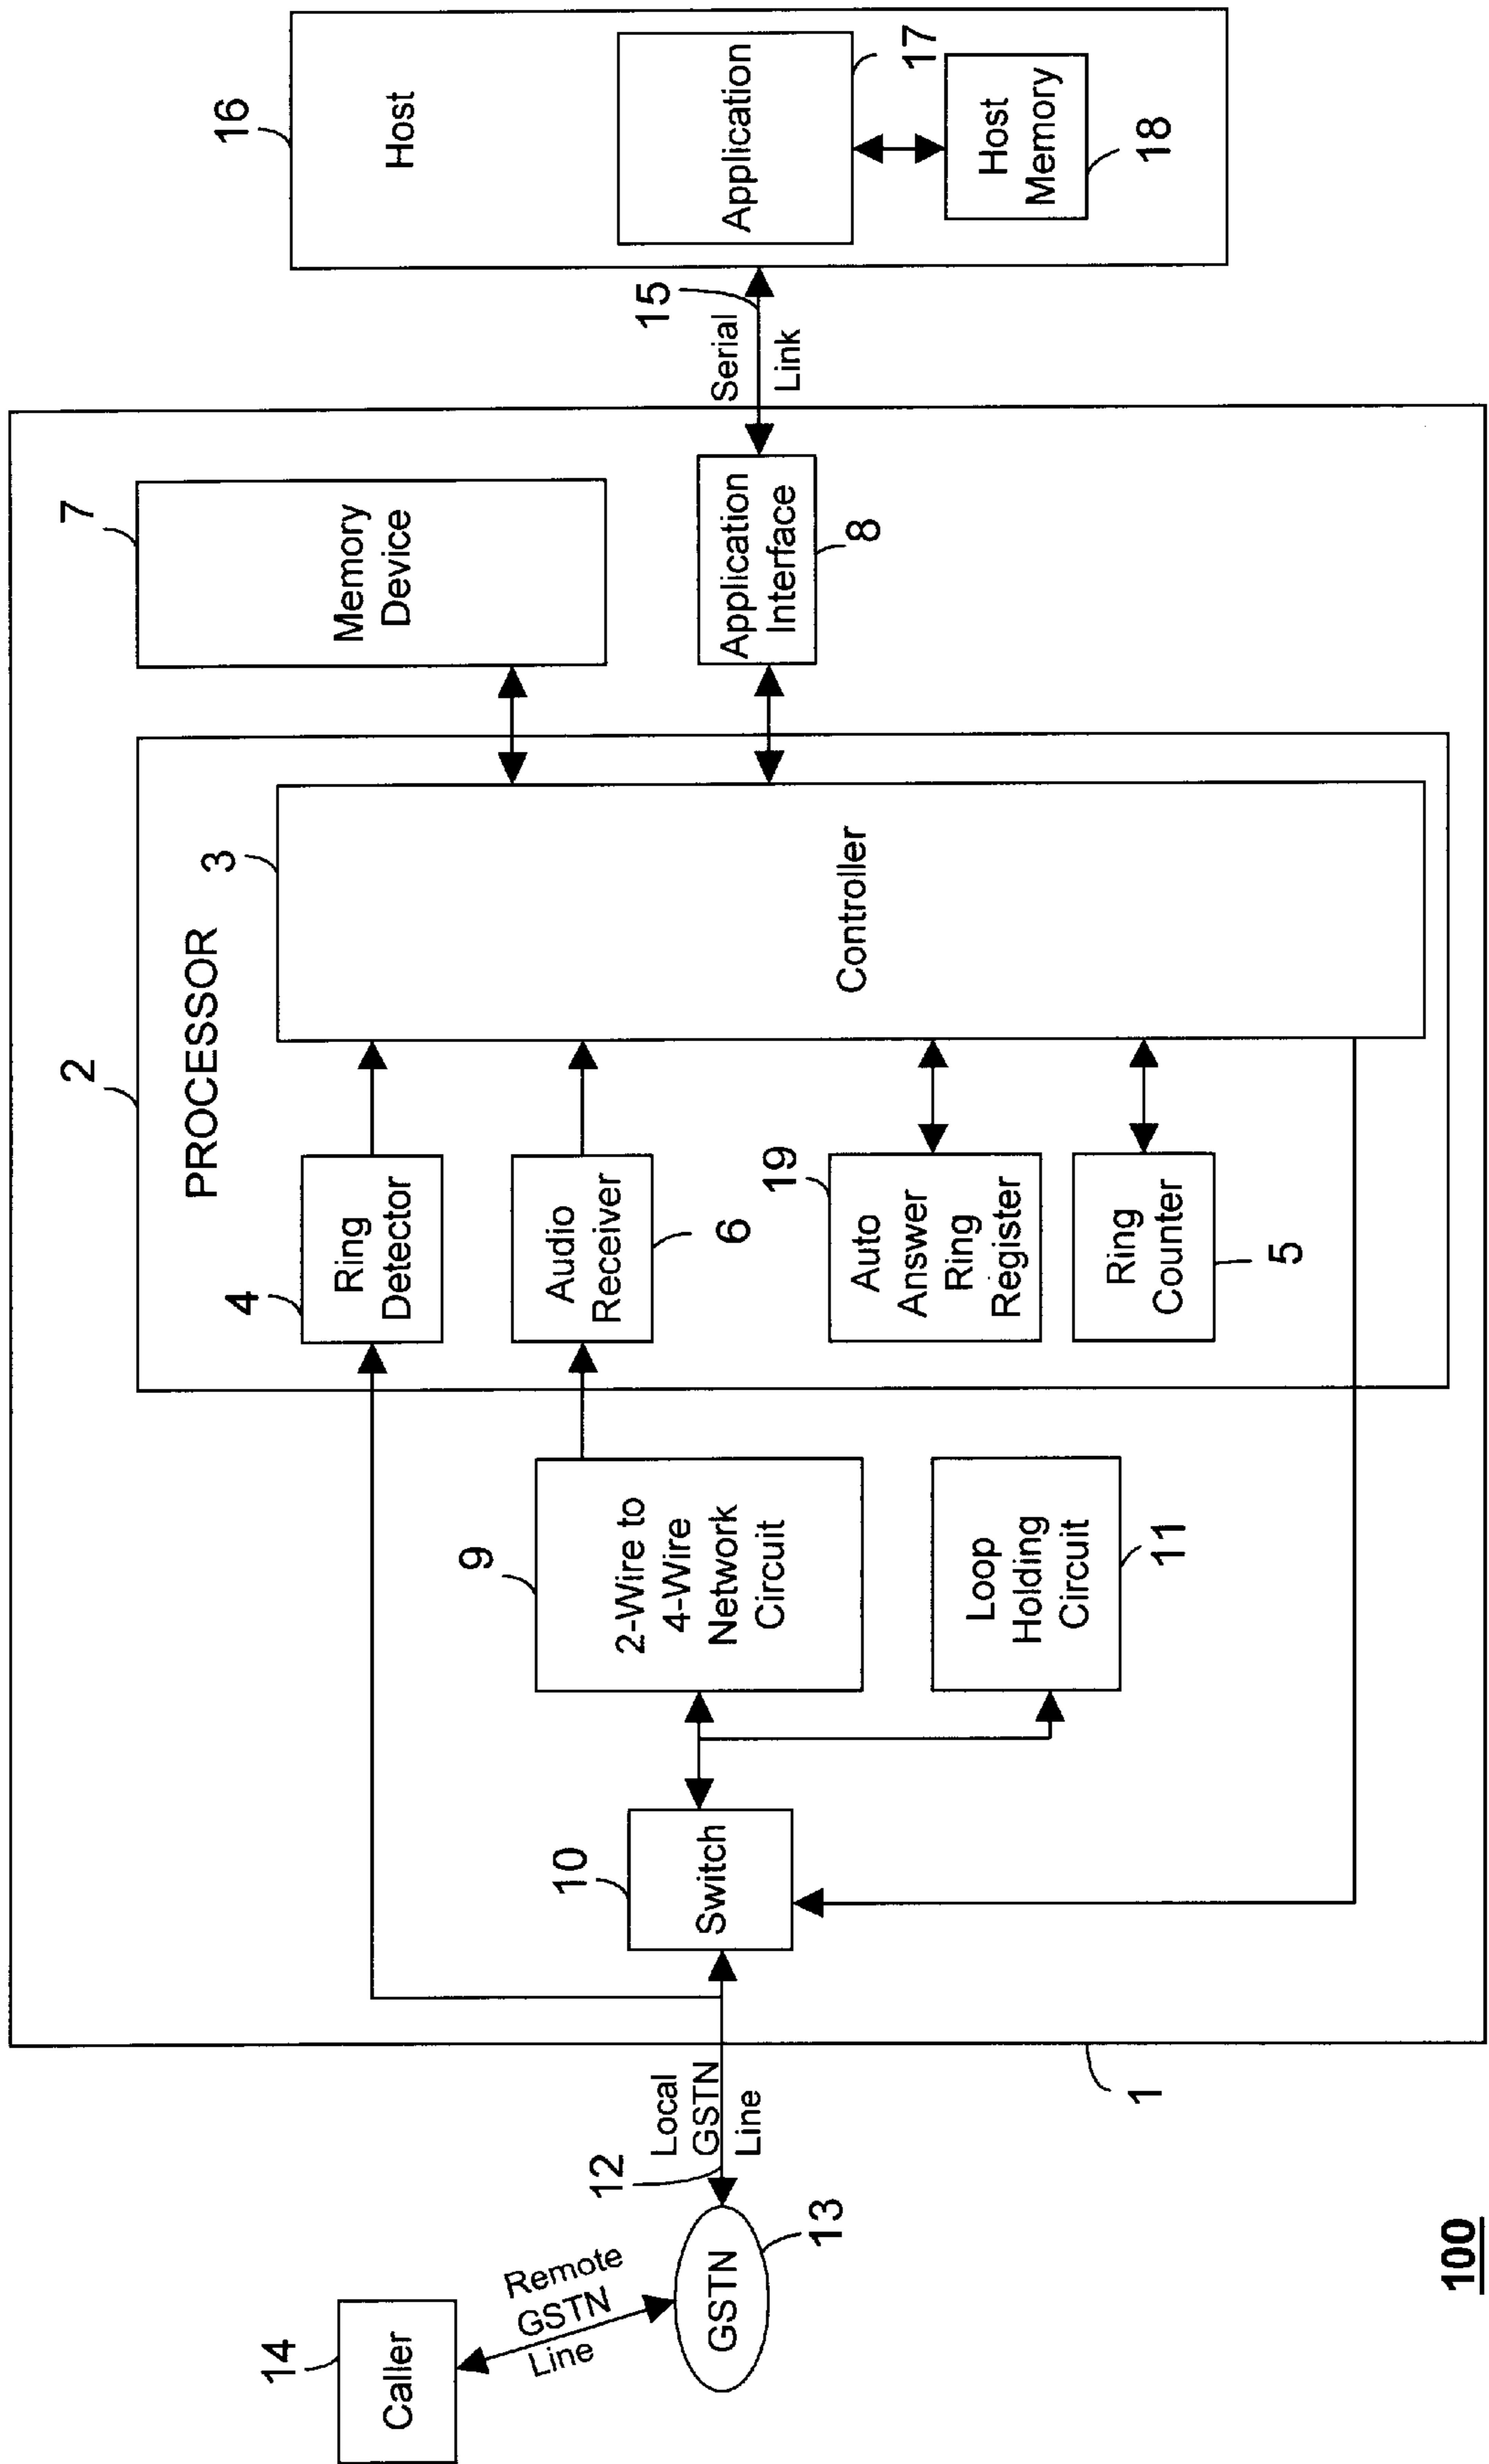 14
Caller
Remote
GSTN
Line
GSTN
13
12
Local
GSTN
Line
1
10
Switch
9
2-Wire to
4-Wire
Network
Circuit
Loop
Holding
Circuit
11
2
PROCESSOR
4
Ring
Detector
Audio
Receiver
6
19
Auto
Answer
Ring
Register
Ring
Counter
5
3
Controller
7
Memory
Device
Application
Interface
8
Serial
Link
15
16
Host
Application
17
Host
Memory
18
100